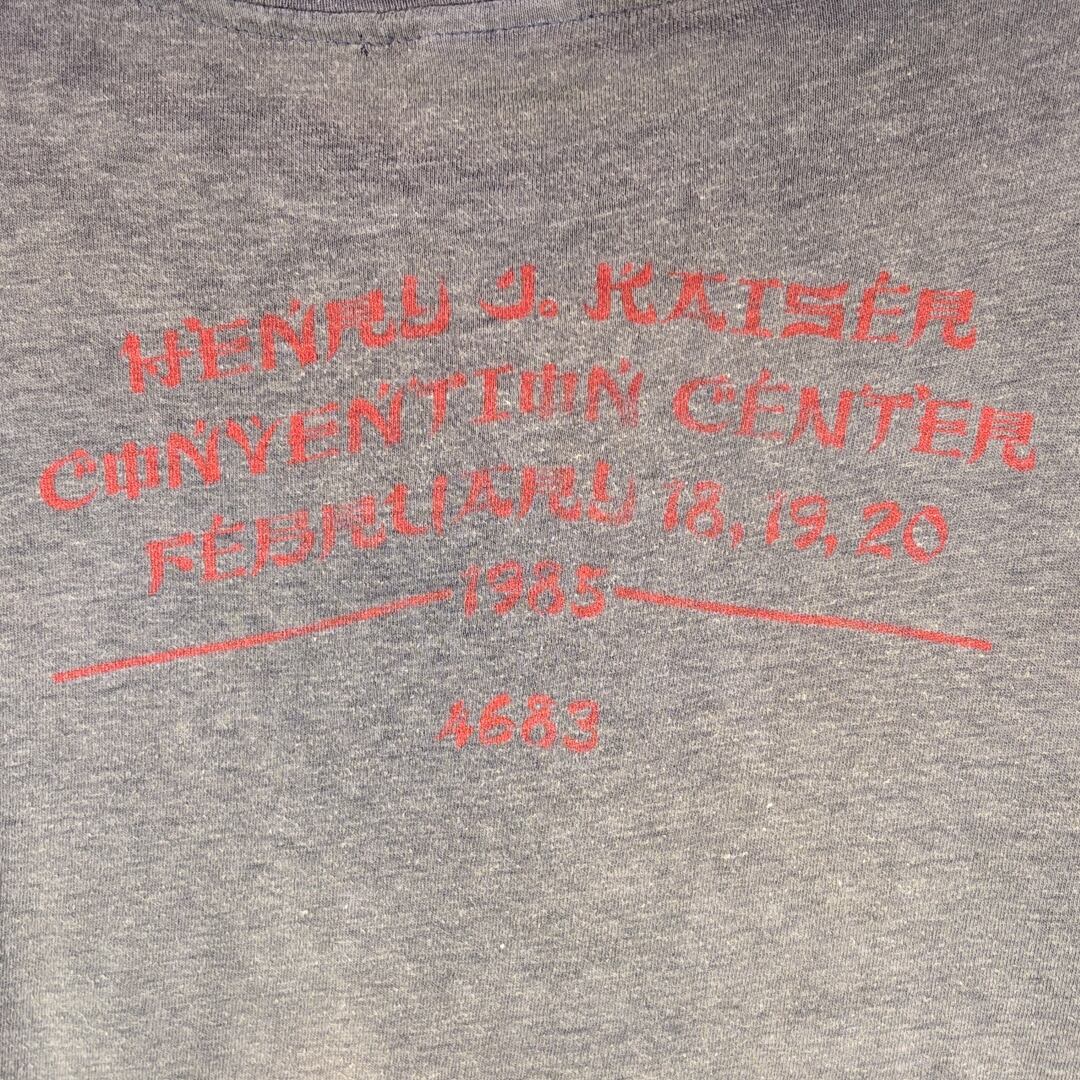 HENRY J. KAISER
CONVENTION CENTER
FEBRUARY 18, 19, 20
1985
4683